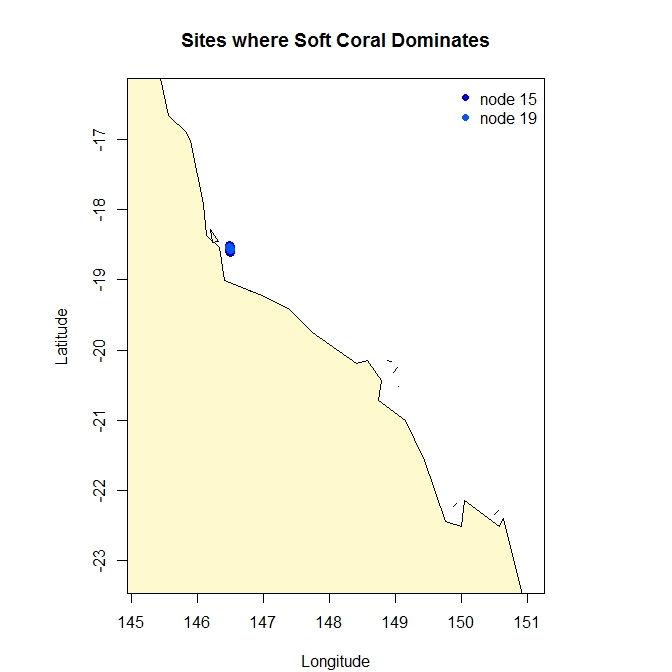 Sites where Soft Coral Dominates
node 15
node 19
-17
-18
-19
-20
-21
-22
-23
Latitude
145 146 147 148 149 150 151
Longitude